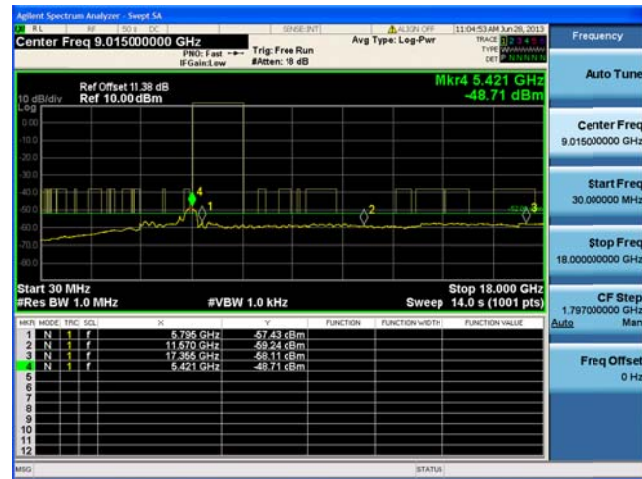 Agilent Spectrum Analyzer - Swept SA
RL RF 50 Ω DC SENSE:INT ALIGN OFF 11:04:53 AM Jun 28, 2013
Center Freq 9.015000000 GHz
PNO: Fast
IFGain:Low
Trig: Free Run
#Atten: 18 dB
Avg Type: Log-Pwr
TRACE 1 2 3 4 5 6
TYPE
DET P N N N N N
Ref Offset 11.38 dB
10 dB/div Ref 10.00 dBm
Log
Mkr4 5.421 GHz
-48.71 dBm
0.00
-10.0
-20.0
-30.0
-40.0
-50.0
-60.0
-70.0
-80.0
4
1
2
3
Start 30 MHz
#Res BW 1.0 MHz
#VBW 1.0 kHz
Stop 18.000 GHz
Sweep 14.0 s (1001 pts)
MKR MODE TRC SCL X Y FUNCTION FUNCTION WIDTH FUNCTION VALUE
1 N 1 f 5.795 GHz -57.43 dBm
2 N 1 f 11.570 GHz -59.24 dBm
3 N 1 f 17.355 GHz -58.11 dBm
4 N 1 f 5.421 GHz -48.71 dBm
5
6
7
8
9
10
11
12
MSG STATUS
Frequency
Auto Tune
Center Freq
9.015000000 GHz
Start Freq
30.000000 MHz
Stop Freq
18.000000000 GHz
CF Step
1.797000000 GHz
Auto Man
Freq Offset
0 Hz